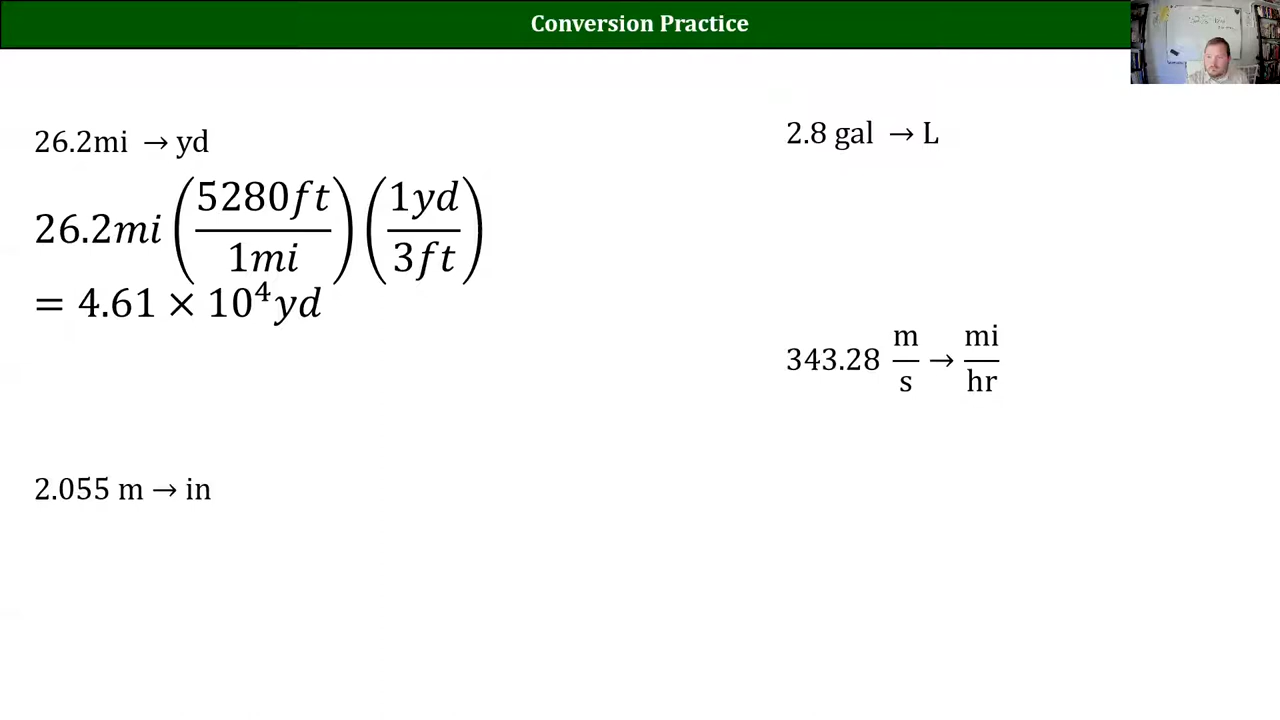 Conversion Practice
26.2mi → yd
26.2mi (5280ft/1mi) (1yd/3ft)
= 4.61 × 10⁴yd
2.055 m → in
2.8 gal → L
343.28 m/s → mi/hr